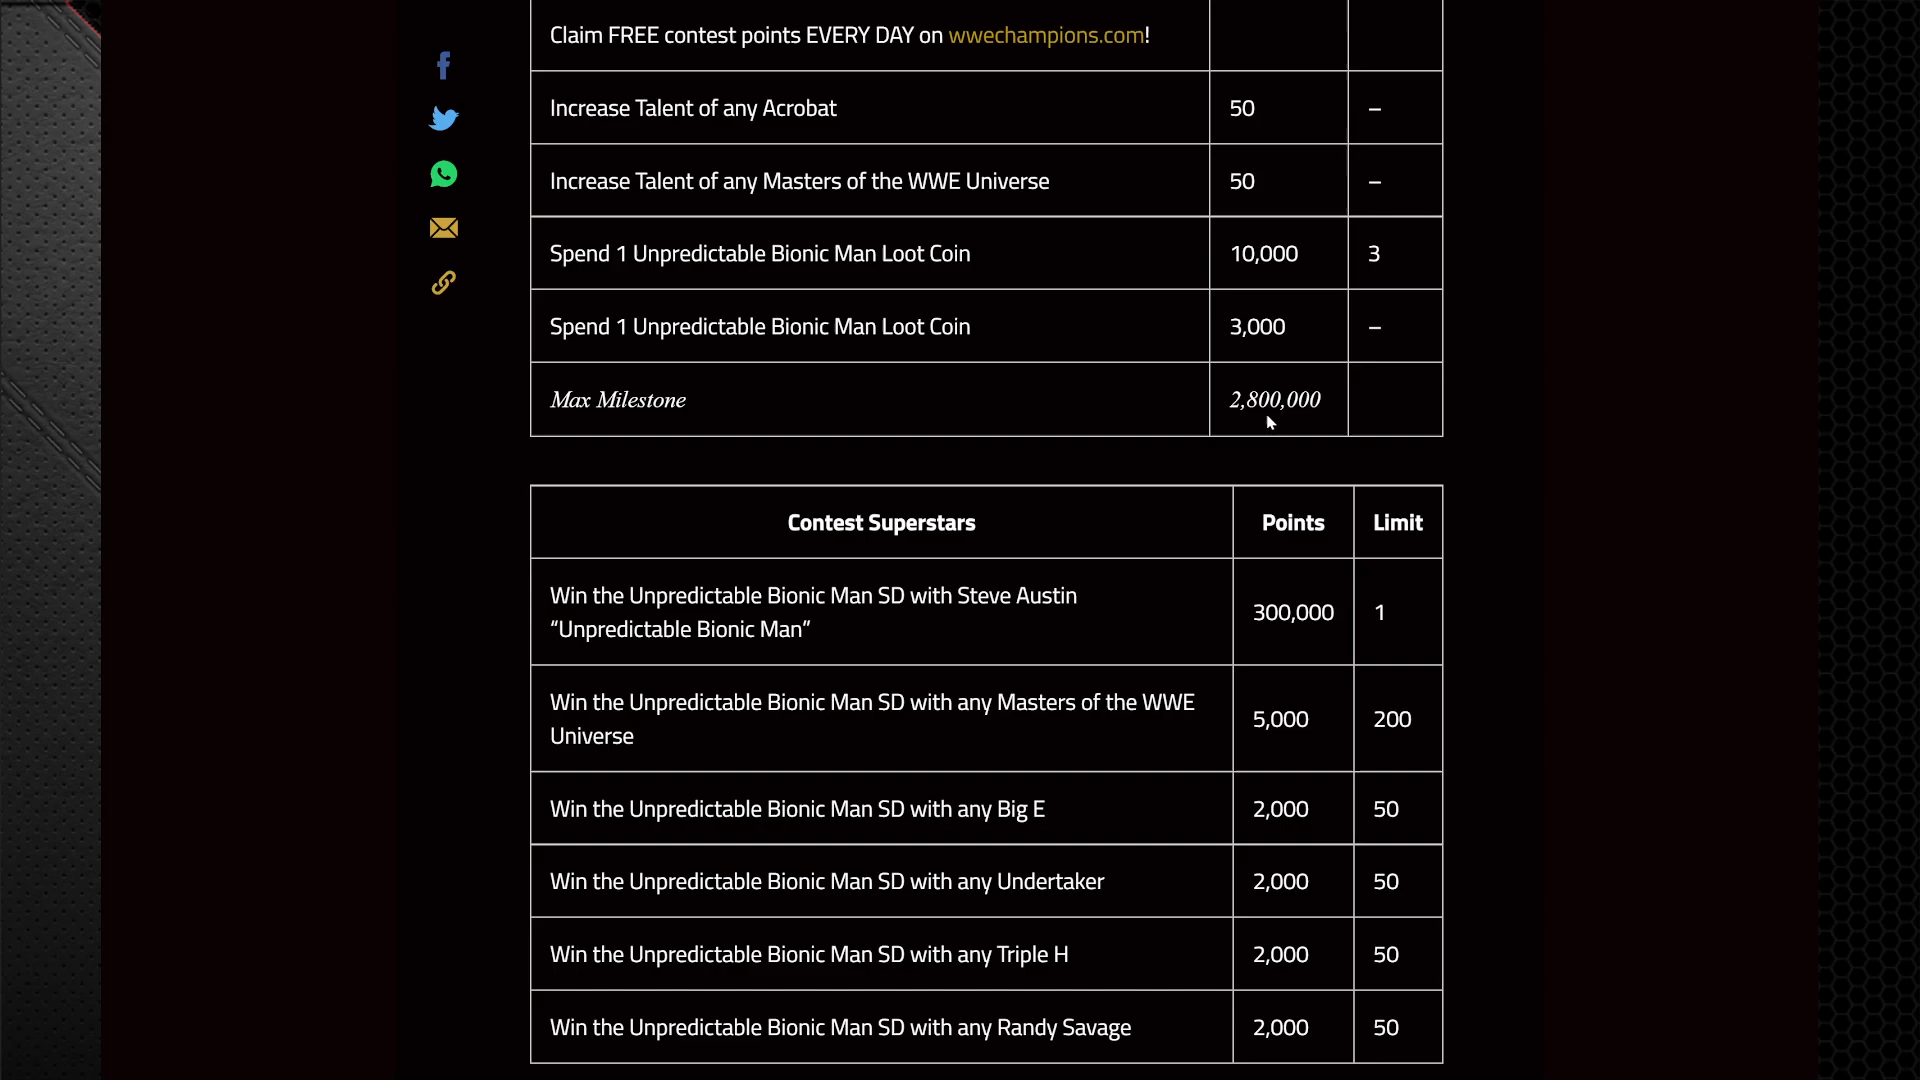 Claim FREE contest points EVERY DAY on wwechampions.com!
Increase Talent of any Acrobat 50 –
Increase Talent of any Masters of the WWE Universe 50 –
Spend 1 Unpredictable Bionic Man Loot Coin 10,000 3
Spend 1 Unpredictable Bionic Man Loot Coin 3,000 –
Max Milestone 2,800,000
Contest Superstars Points Limit
Win the Unpredictable Bionic Man SD with Steve Austin
“Unpredictable Bionic Man” 300,000 1
Win the Unpredictable Bionic Man SD with any Masters of the WWE
Universe 5,000 200
Win the Unpredictable Bionic Man SD with any Big E 2,000 50
Win the Unpredictable Bionic Man SD with any Undertaker 2,000 50
Win the Unpredictable Bionic Man SD with any Triple H 2,000 50
Win the Unpredictable Bionic Man SD with any Randy Savage 2,000 50